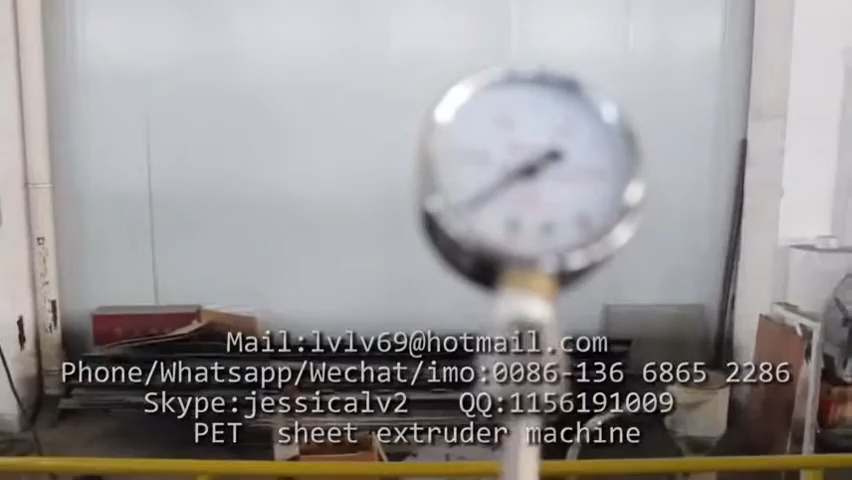 Mail:lvlv69@hotmail.com
Phone/Whatsapp/Wechat/imo:0086-136 6865 2286
Skype:jessicalv2 QQ:1156191009
PET sheet extruder machine